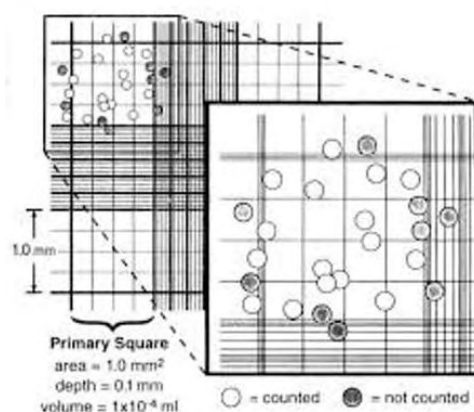 1.0 mm
Primary Square
area = 1.0 mm²
depth = 0.1 mm
volume = 1x10⁻⁴ ml
= counted
= not counted